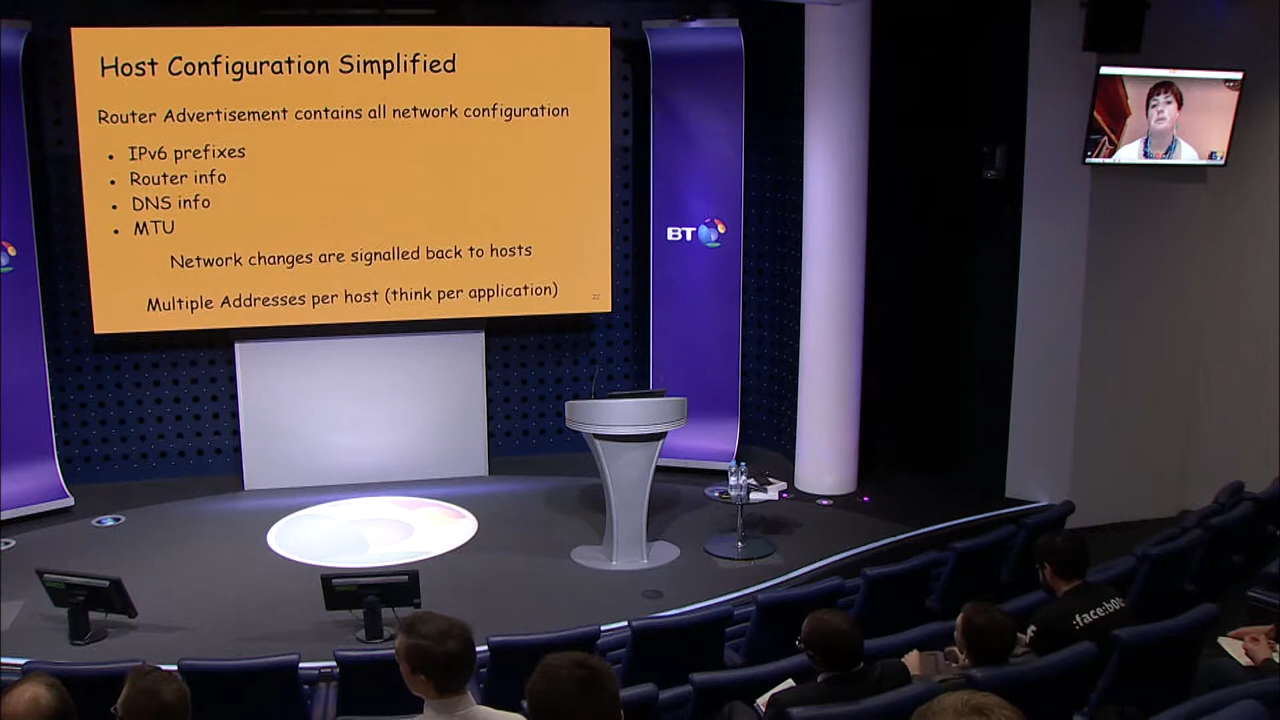 Host Configuration Simplified
Router Advertisement contains all network configuration
• IPv6 prefixes
• Router info
• DNS info
• MTU
Network changes are signalled back to hosts
Multiple Addresses per host (think per application)
BT
:face:b00